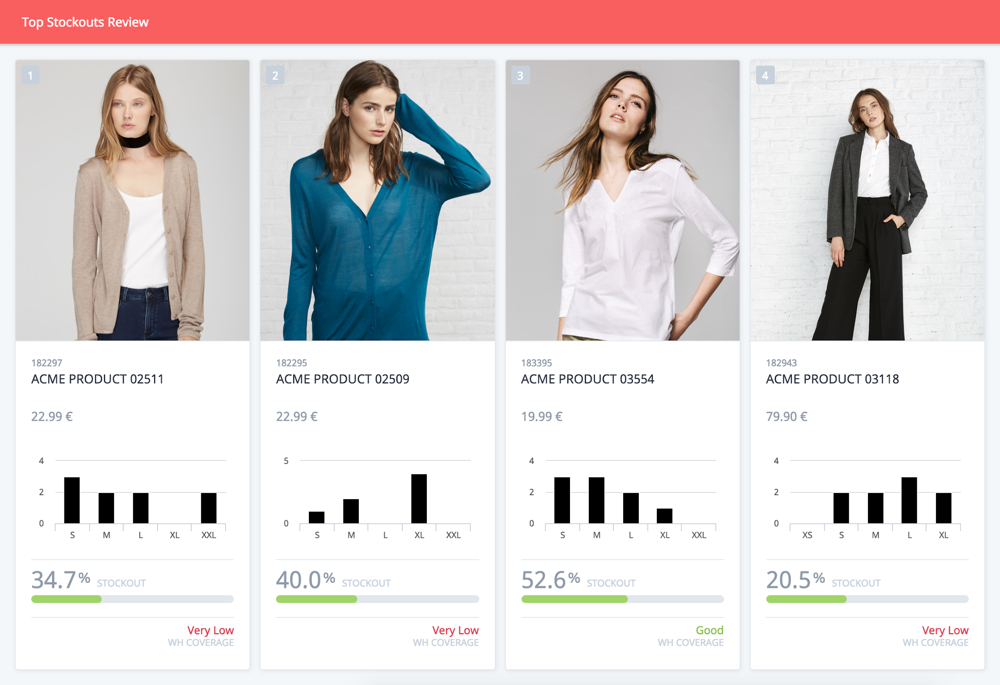 Top Stockouts Review
1
182297
ACME PRODUCT 02511
22.99 €
4
2
0
S M L XL XXL
34.7% STOCKOUT
Very Low
WH COVERAGE
2
182295
ACME PRODUCT 02509
22.99 €
5
0
S M L XL XXL
40.0% STOCKOUT
Very Low
WH COVERAGE
3
183395
ACME PRODUCT 03554
19.99 €
4
2
0
S M L XL XXL
52.6% STOCKOUT
Good
WH COVERAGE
4
182943
ACME PRODUCT 03118
79.90 €
4
2
0
XS S M L XL
20.5% STOCKOUT
Very Low
WH COVERAGE